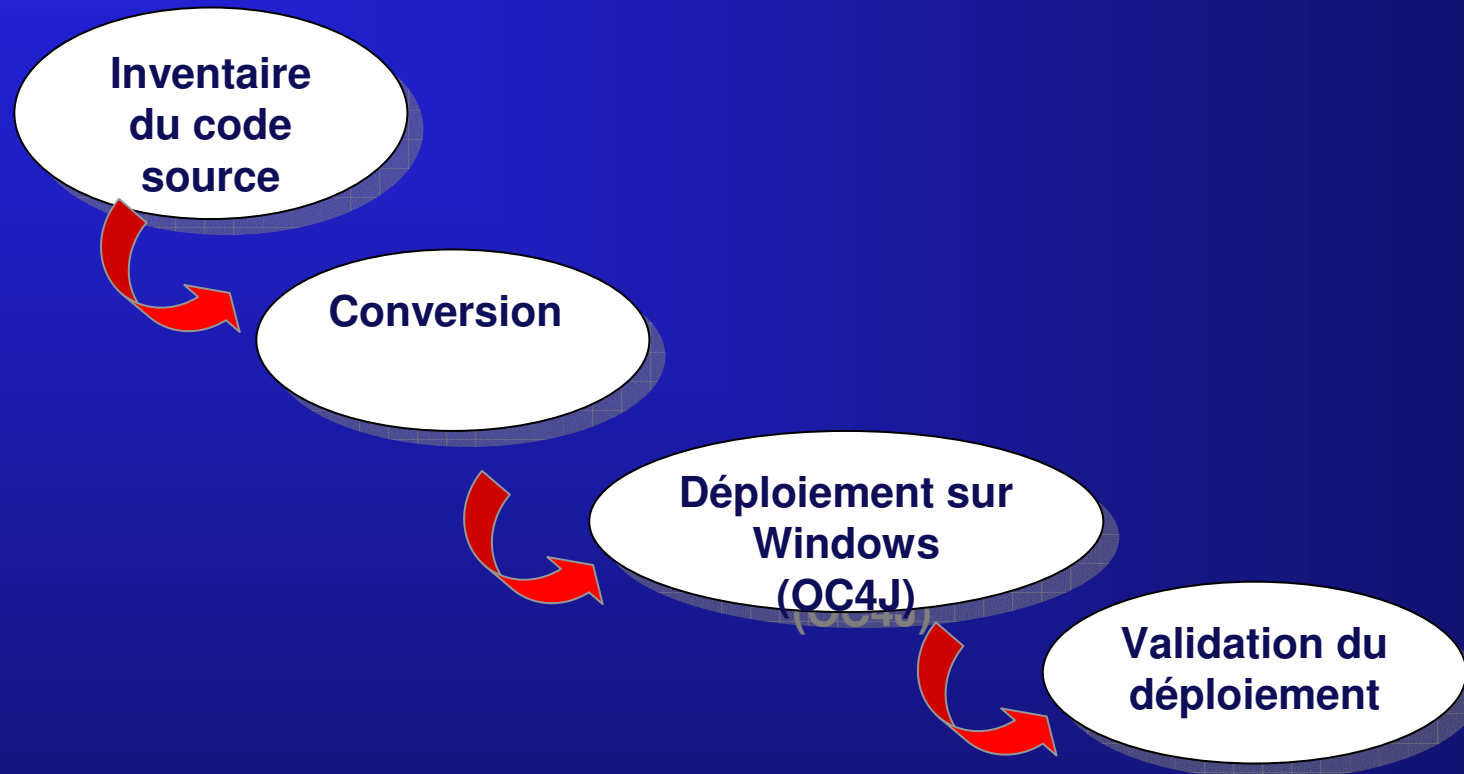 Inventaire
du code
source
Conversion
Déploiement sur
Windows
(OC4J)
Validation du
déploiement